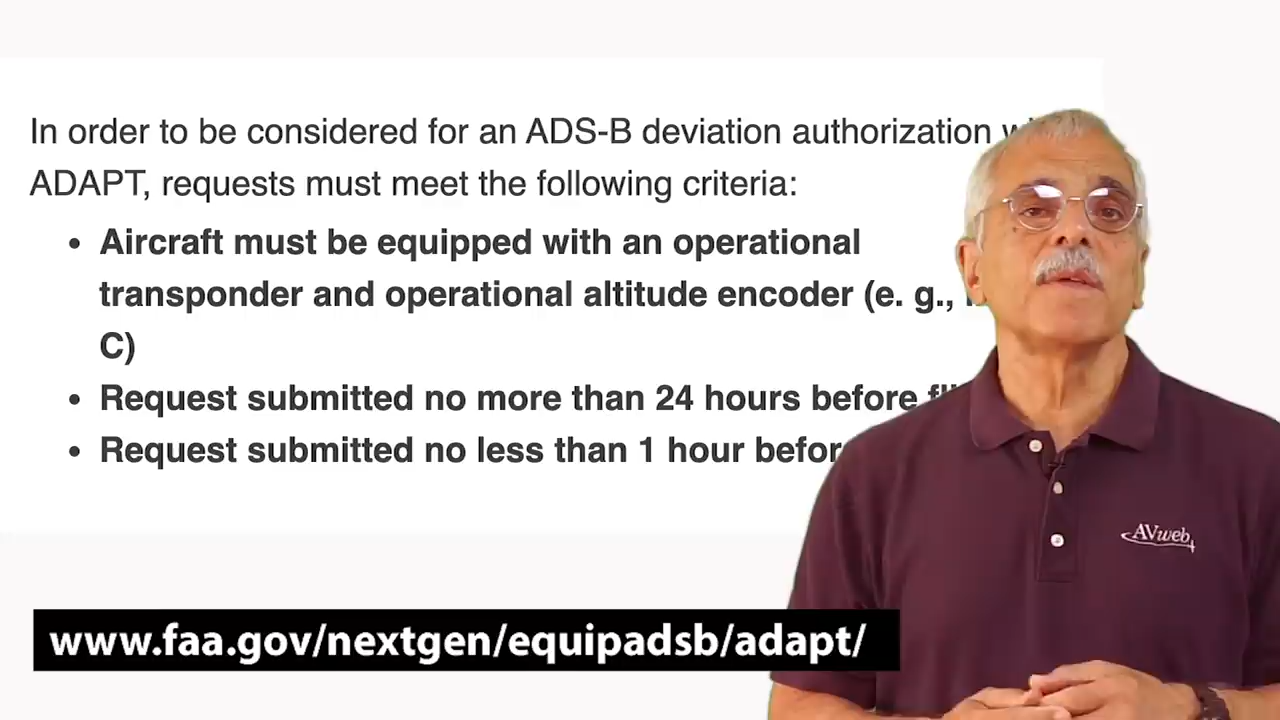 In order to be considered for an ADS-B deviation authorization
ADAPT, requests must meet the following criteria:
• Aircraft must be equipped with an operational
transponder and operational altitude encoder (e. g.,
C)
• Request submitted no more than 24 hours before
• Request submitted no less than 1 hour
AVweb
www.faa.gov/nextgen/equipadsb/adapt/